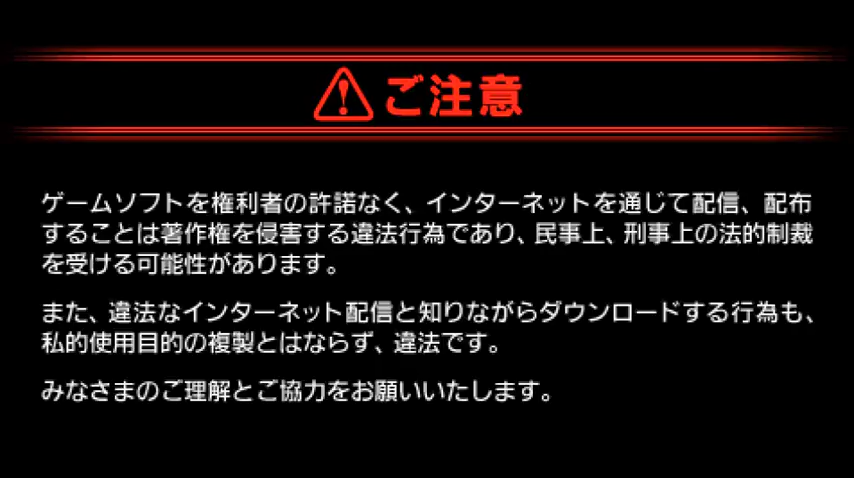 ご注意
ゲームソフトを権利者の許諾なく、インターネットを通じて配信、配布
することは著作権を侵害する違法行為であり、民事上、刑事上の法的制裁
を受ける可能性があります。
また、違法なインターネット配信と知りながらダウンロードする行為も、
私的使用目的の複製とはならず、違法です。
みなさまのご理解とご協力をお願いいたします。